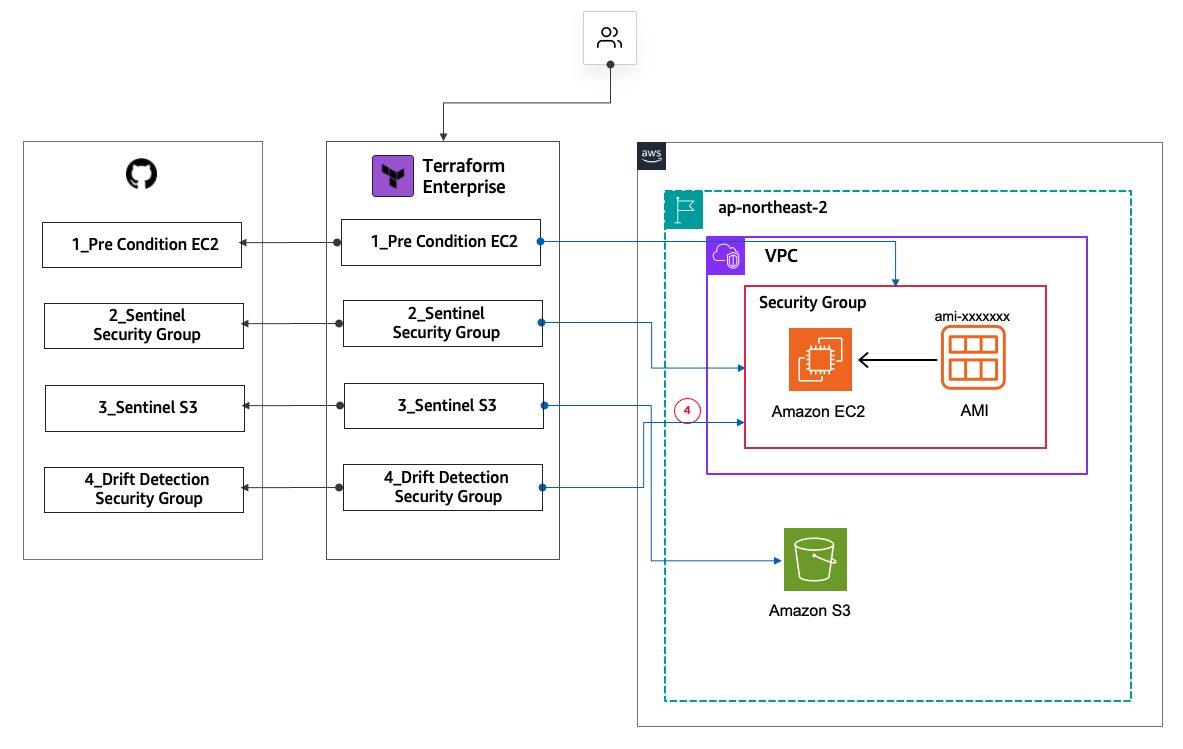 Terraform
Enterprise
1_Pre Condition EC2
2_Sentinel
Security Group
3_Sentinel S3
4_Drift Detection
Security Group
1_Pre Condition EC2
2_Sentinel
Security Group
3_Sentinel S3
4_Drift Detection
Security Group
aws
ap-northeast-2
VPC
Security Group
ami-xxxxxxx
Amazon EC2
AMI
4
Amazon S3